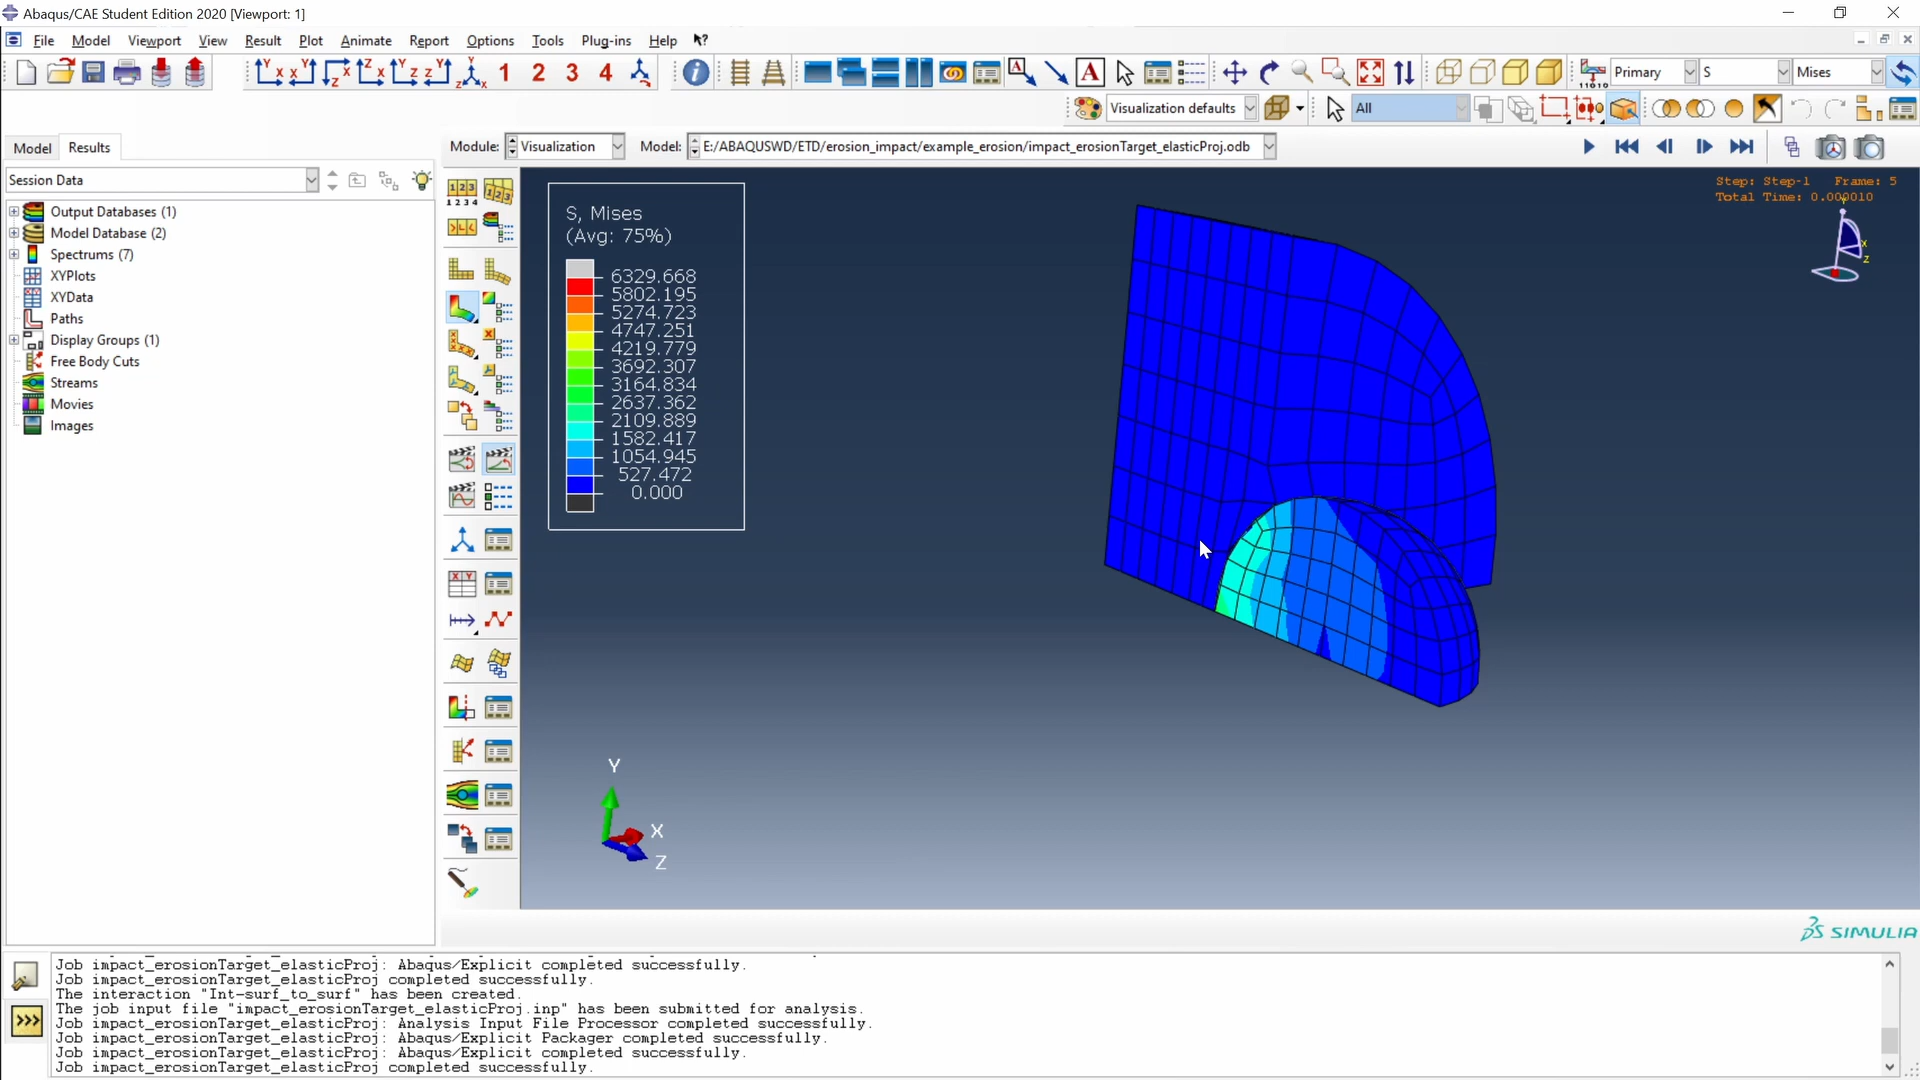 Abaqus/CAE Student Edition 2020 [Viewport: 1]
File Model Viewport View Result Plot Animate Report Options Tools Plug-ins Help
1 2 3 4
A
Primary S Mises
Visualization defaults
All
Model Results
Module: Visualization Model: E:/ABAQUSWD/ETD/erosion_impact/example_erosion/impact_erosionTarget_elasticProj.odb
Session Data
Output Databases (1)
Model Database (2)
Spectrums (7)
XYPlots
XYData
Paths
Display Groups (1)
Free Body Cuts
Streams
Movies
Images
S, Mises
(Avg: 75%)
6329.668
5802.195
5274.723
4747.251
4219.779
3692.307
3164.834
2637.362
2109.889
1582.417
1054.945
527.472
0.000
Step: Step-1 Frame: 5
Total Time: 0.000010
X
Z
Y
X
Z
SIMULIA
Job impact_erosionTarget_elasticProj: Abaqus/Explicit completed successfully.
Job impact_erosionTarget_elasticProj completed successfully.
The interaction "Int-surf_to_surf" has been created.
The job input file "impact_erosionTarget_elasticProj.inp" has been submitted for analysis.
Job impact_erosionTarget_elasticProj: Analysis Input File Processor completed successfully.
Job impact_erosionTarget_elasticProj: Abaqus/Explicit Packager completed successfully.
Job impact_erosionTarget_elasticProj: Abaqus/Explicit completed successfully.
Job impact_erosionTarget_elasticProj completed successfully.